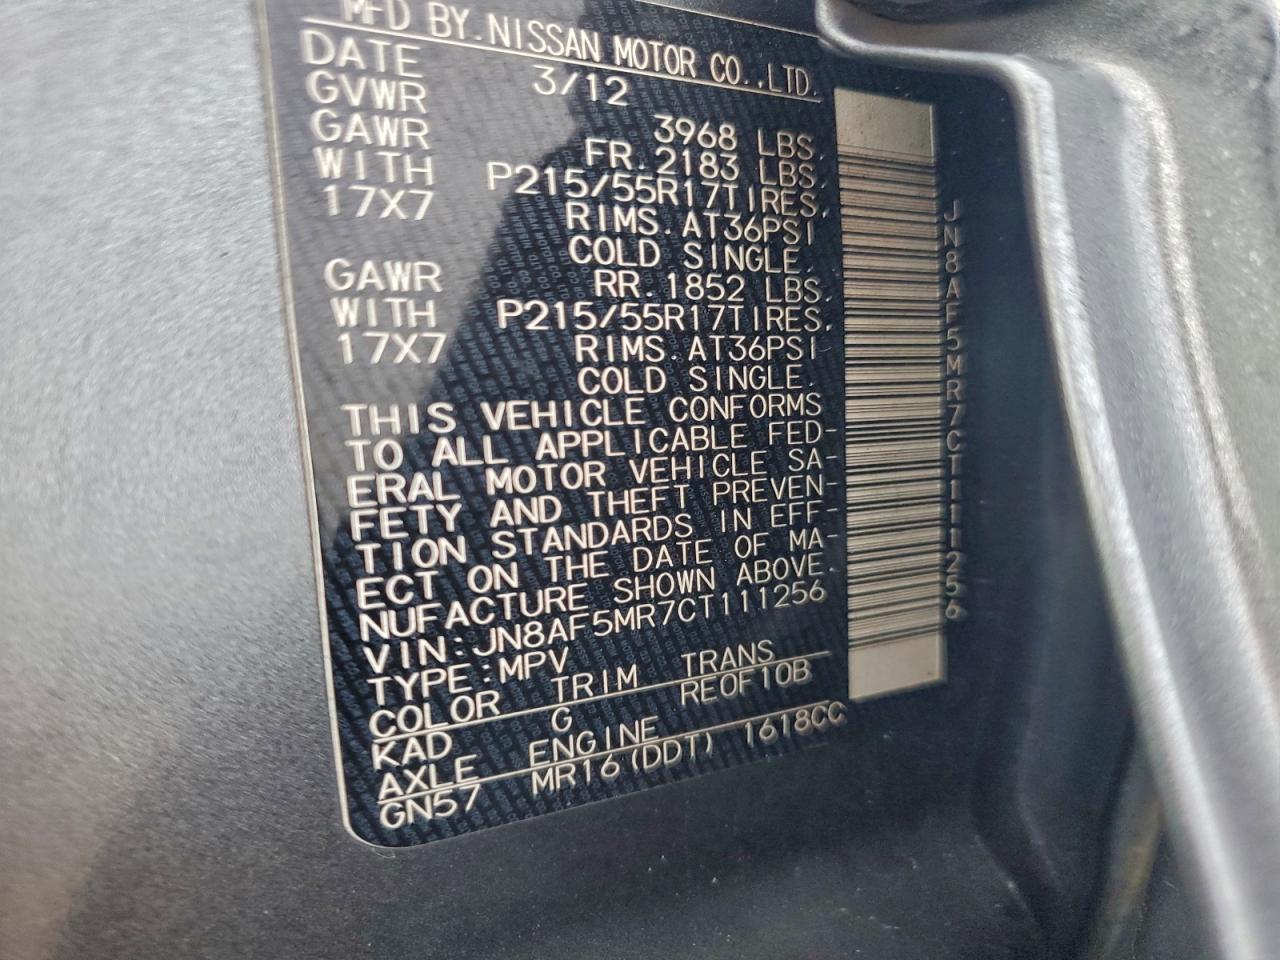 MFD BY.NISSAN MOTOR CO.,LTD.
DATE 3/12
GVWR 3968 LBS.
GAWR FR.2183 LBS.
WITH P215/55R17TIRES.
17X7 RIMS.AT36PSI
COLD SINGLE.
GAWR RR.1852 LBS.
WITH P215/55R17TIRES.
17X7 RIMS.AT36PSI
COLD SINGLE.
THIS VEHICLE CONFORMS
TO ALL APPLICABLE FED-
ERAL MOTOR VEHICLE SA-
FETY AND THEFT PREVEN-
TION STANDARDS IN EFF-
ECT ON THE DATE OF MA-
NUFACTURE SHOWN ABOVE.
VIN:JN8AF5MR7CT111256
TYPE:MPV
COLOR TRIM TRANS
KAD G RE0F10B
AXLE ENGINE
GN57 MR16(DDT) 1618CC
JN8AF5MR7CT111256